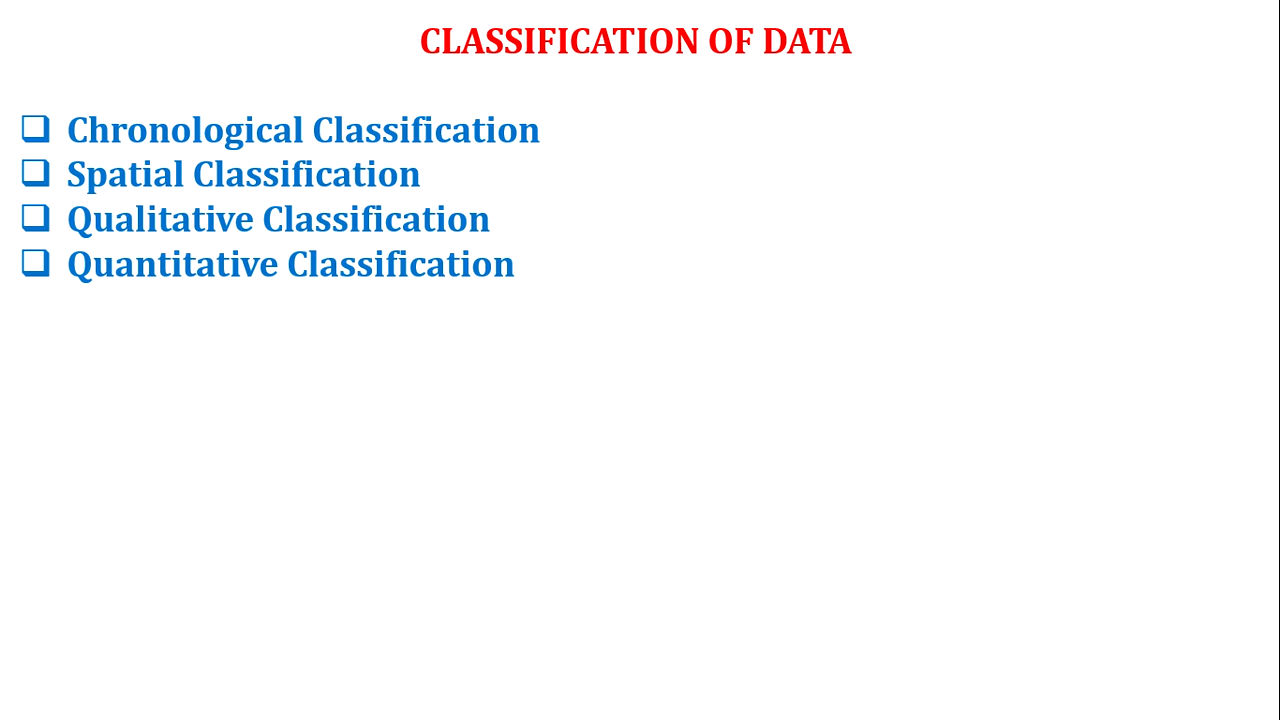 CLASSIFICATION OF DATA
❑ Chronological Classification
❑ Spatial Classification
❑ Qualitative Classification
❑ Quantitative Classification